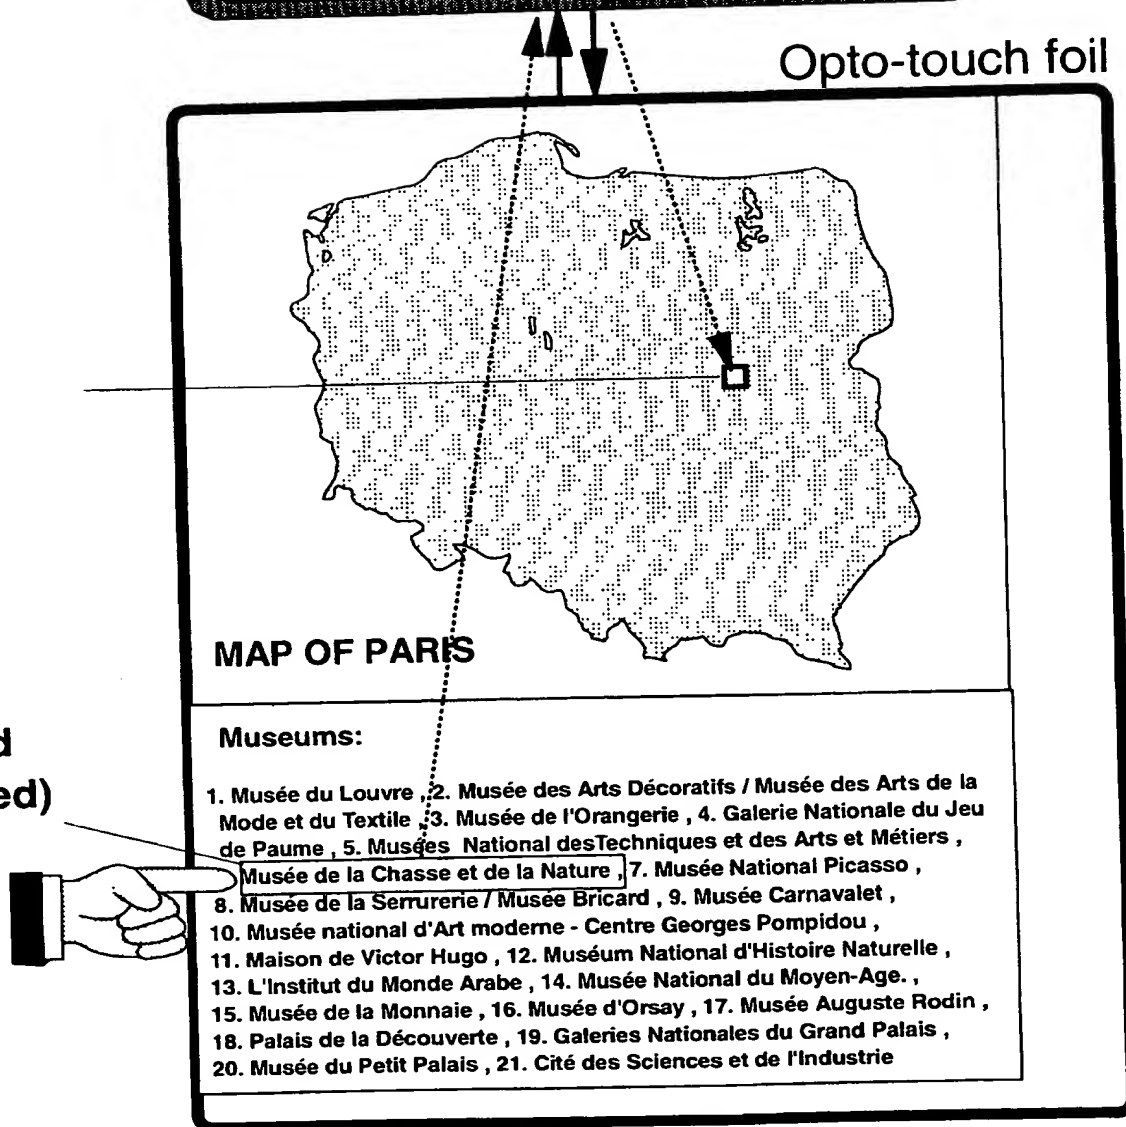 Opto-touch foil
MAP OF PARIS
Museums:
1. Musée du Louvre , 2. Musée des Arts Décoratifs / Musée des Arts de la
Mode et du Textile , 3. Musée de l'Orangerie , 4. Galerie Nationale du Jeu
de Paume , 5. Musées National desTechniques et des Arts et Métiers ,
Musée de la Chasse et de la Nature , 7. Musée National Picasso ,
8. Musée de la Serrurerie / Musée Bricard , 9. Musée Carnavalet ,
10. Musée national d'Art moderne - Centre Georges Pompidou ,
11. Maison de Victor Hugo , 12. Muséum National d'Histoire Naturelle ,
13. L'Institut du Monde Arabe , 14. Musée National du Moyen-Age. ,
15. Musée de la Monnaie , 16. Musée d'Orsay , 17. Musée Auguste Rodin ,
18. Palais de la Découverte , 19. Galeries Nationales du Grand Palais ,
20. Musée du Petit Palais , 21. Cité des Sciences et de l'Industrie